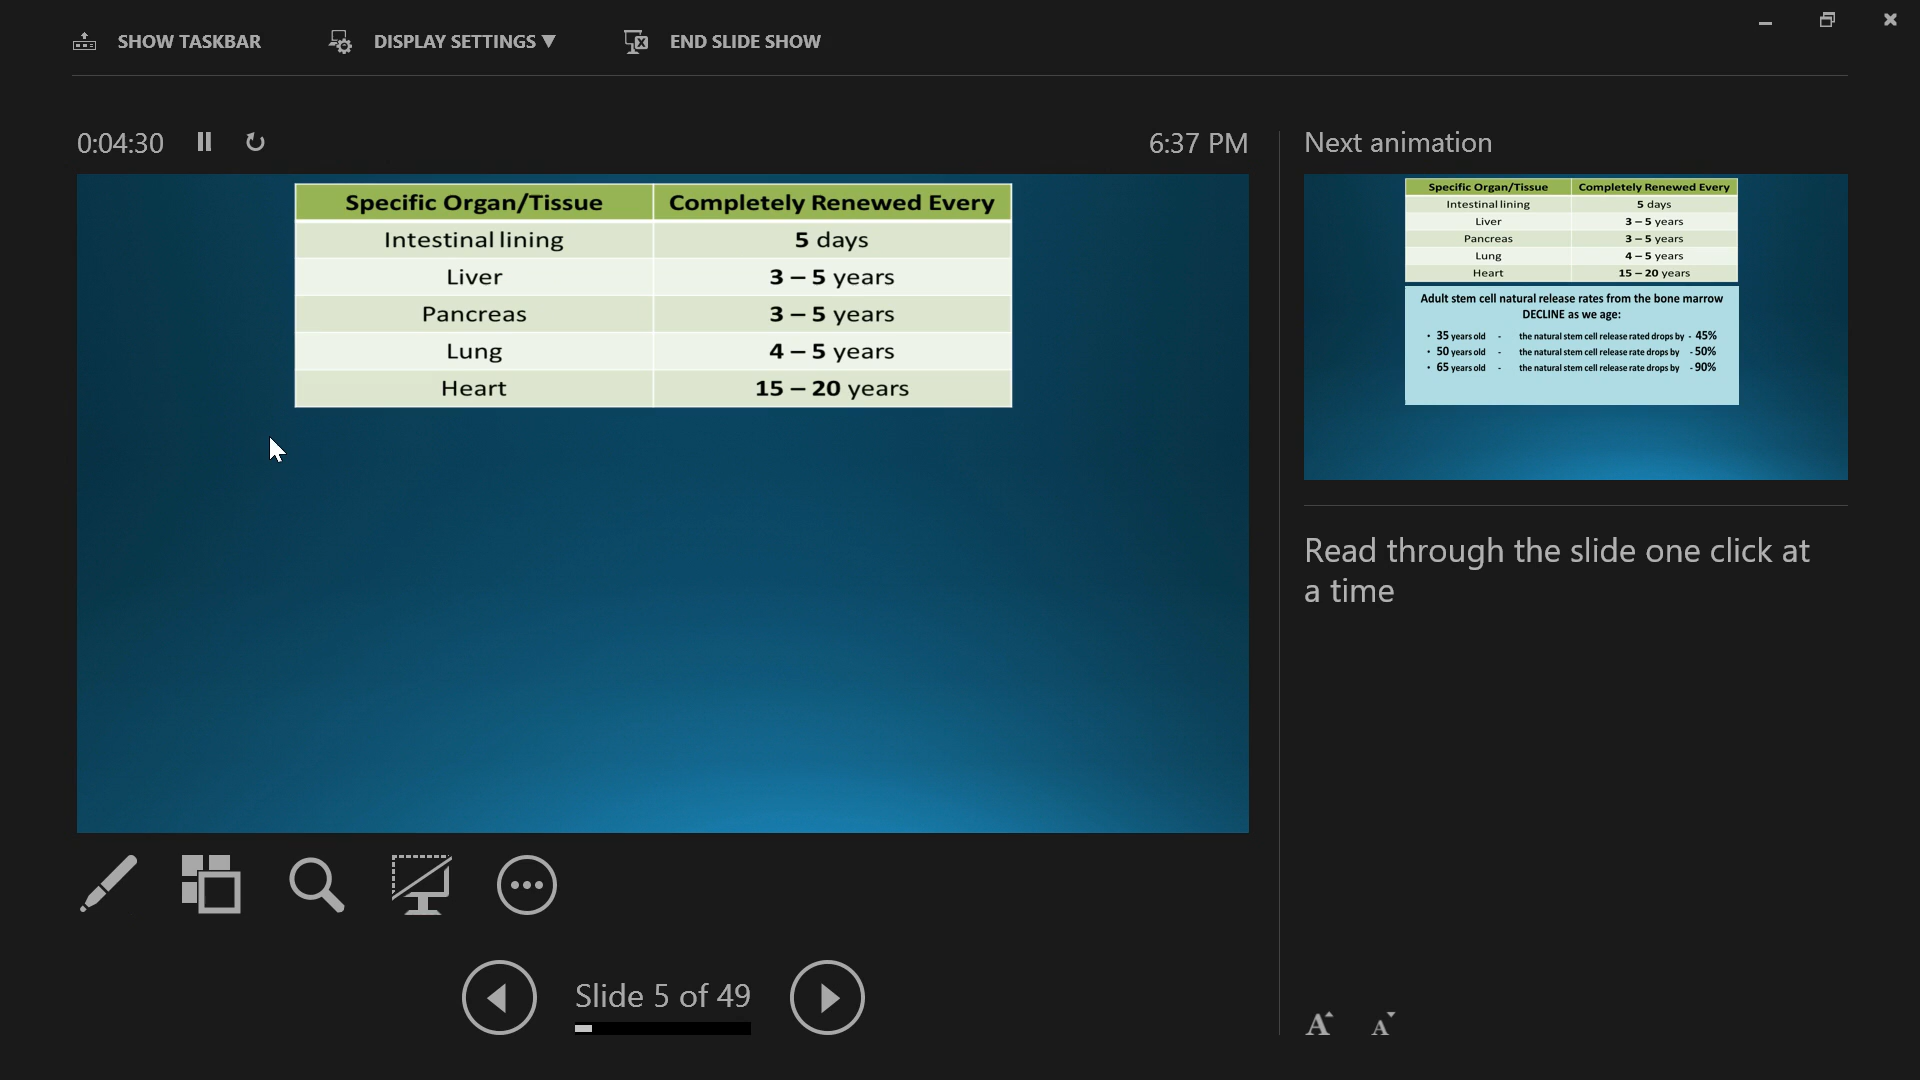 SHOW TASKBAR
DISPLAY SETTINGS ▼
END SLIDE SHOW
0:04:30
6:37 PM
Specific Organ/Tissue Completely Renewed Every
Intestinal lining 5 days
Liver 3 – 5 years
Pancreas 3 – 5 years
Lung 4 – 5 years
Heart 15 – 20 years
Slide 5 of 49
Next animation
Specific Organ/Tissue Completely Renewed Every
Intestinal lining 5 days
Liver 3 – 5 years
Pancreas 3 – 5 years
Lung 4 – 5 years
Heart 15 – 20 years
Adult stem cell natural release rates from the bone marrow
DECLINE as we age:
• 35 years old - the natural stem cell release rated drops by - 45%
• 50 years old - the natural stem cell release rate drops by - 50%
• 65 years old - the natural stem cell release rate drops by - 90%
Read through the slide one click at
a time
A A